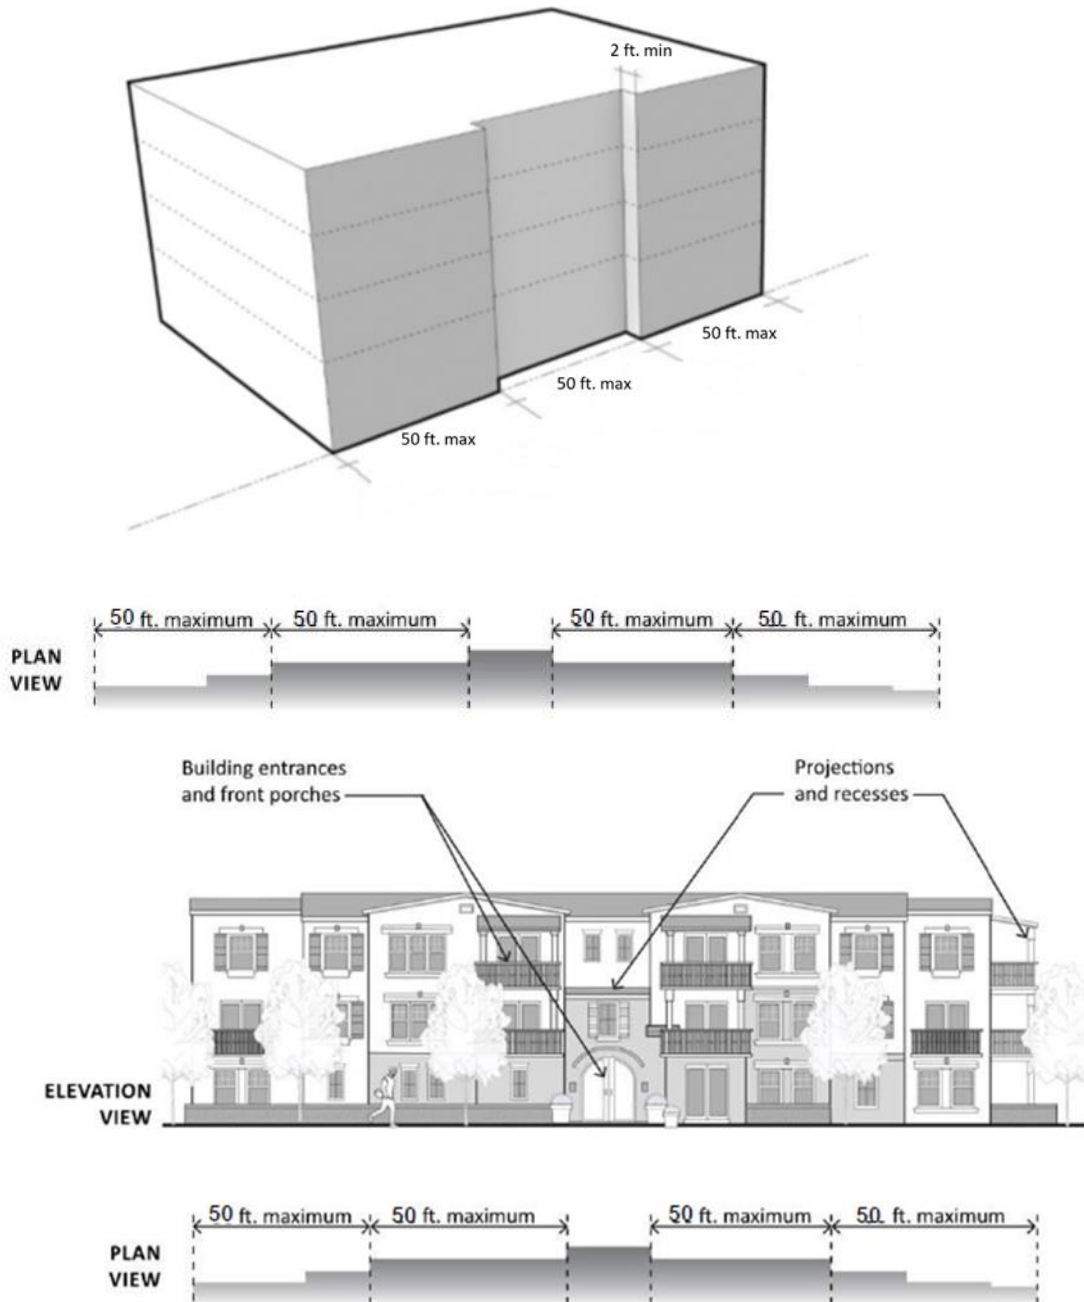 2 ft. min
50 ft. max
50 ft. max
50 ft. max
50 ft. maximum
50 ft. maximum
50 ft. maximum
50 ft. maximum
PLAN
VIEW
Building entrances
and front porches
Projections
and recesses
ELEVATION
VIEW
50 ft. maximum
50 ft. maximum
50 ft. maximum
50 ft. maximum
PLAN
VIEW